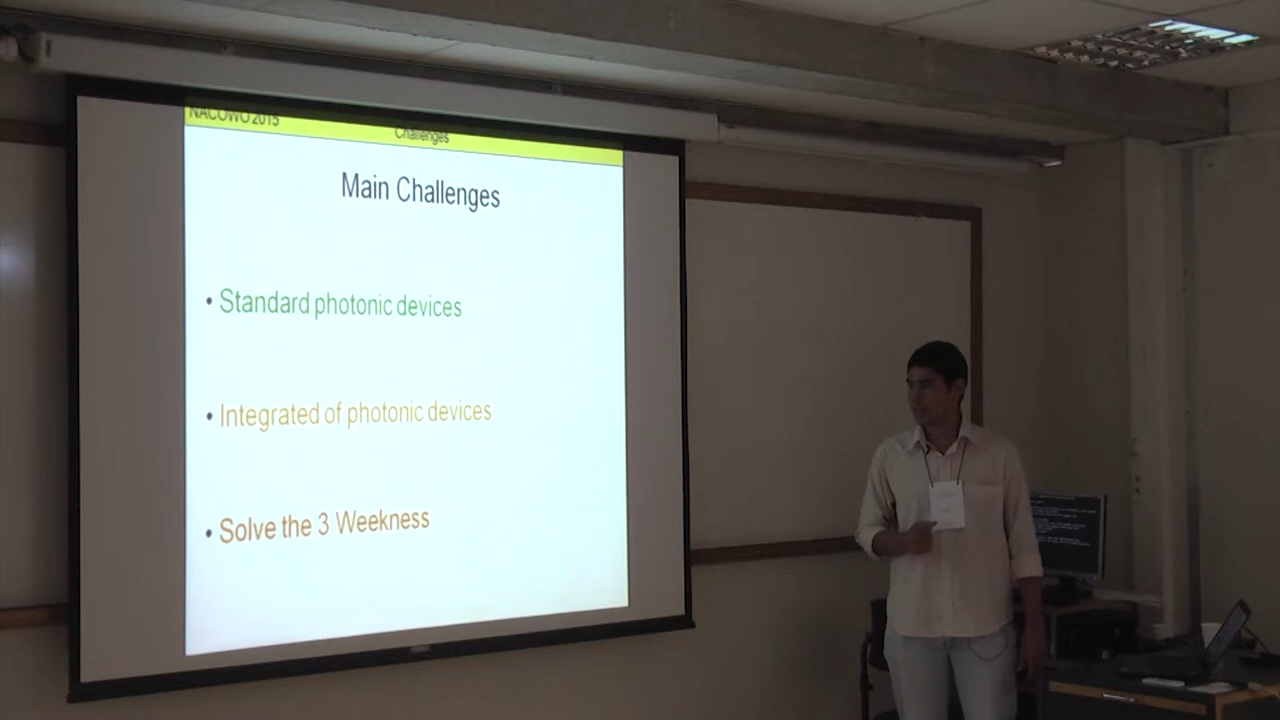 NACOWO 2015
Challenges
Main Challenges
• Standard photonic devices
• Integrated of photonic devices
• Solve the 3 Weekness